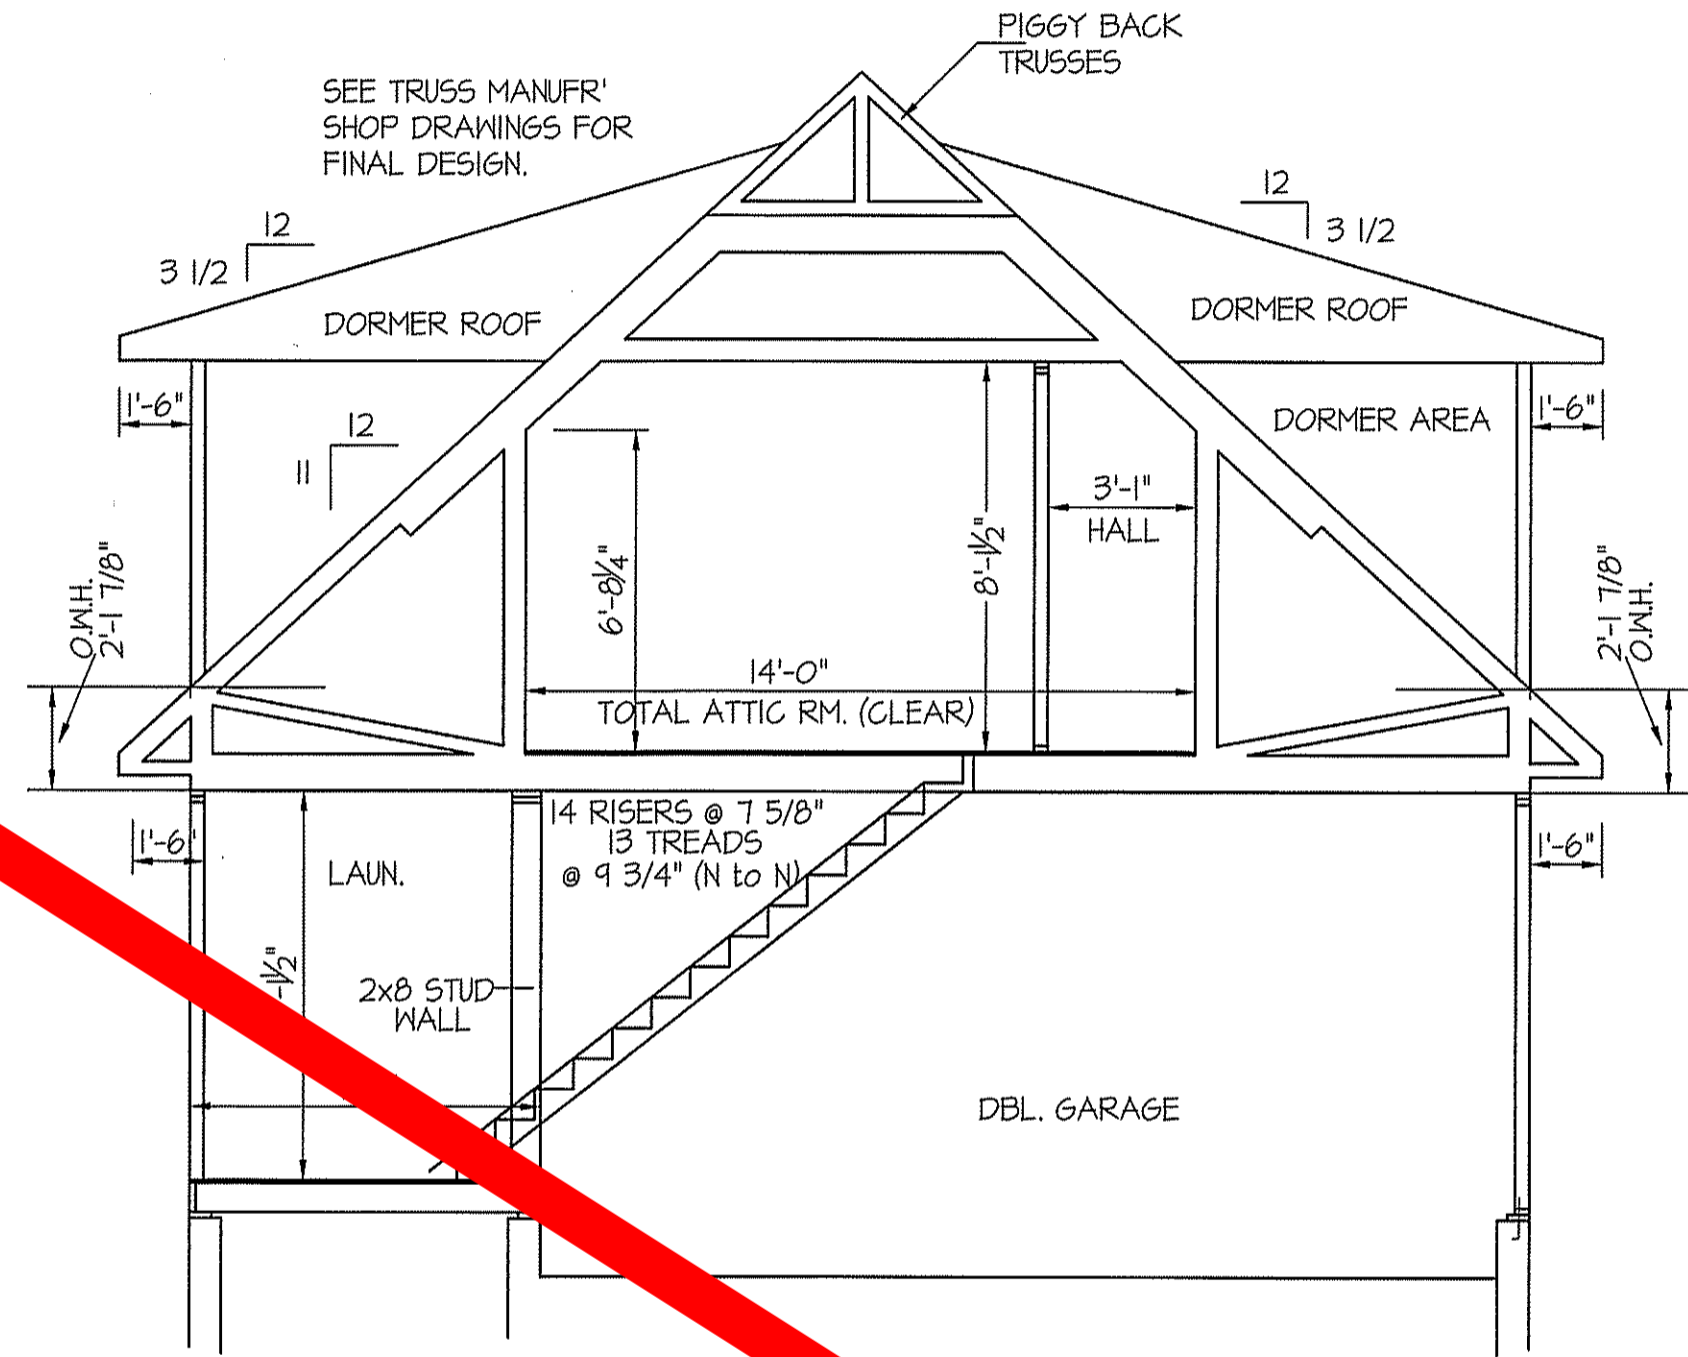 PIGGY BACK
TRUSSES
SEE TRUSS MANUFR'
SHOP DRAWINGS FOR
FINAL DESIGN.
12
3 1/2
12
3 1/2
DORMER ROOF
DORMER ROOF
1'-6"
12
11
DORMER AREA
1'-6"
3'-1"
HALL
6'-8 1/4"
8'-1 1/2"
O.W.H.
2'-1 7/8"
2'-1 7/8"
O.W.H.
14'-0"
TOTAL ATTIC RM. (CLEAR)
14 RISERS @ 7 5/8"
13 TREADS
@ 9 3/4" (N to N)
1'-6'
LAUN.
1'-6"
-1 1/2"
2x8 STUD
WALL
DBL. GARAGE